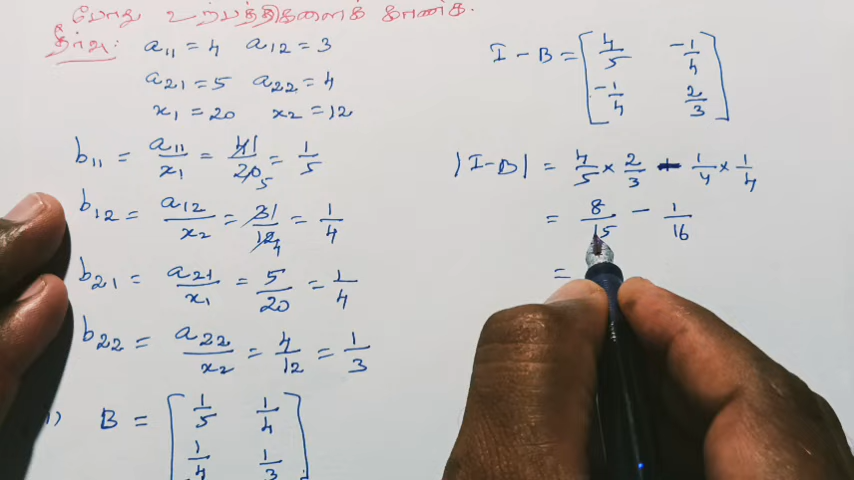 போது உற்பத்திகளைக் காண்க.
தீர்வு: a₁₁ = 4 a₁₂ = 3
a₂₁ = 5 a₂₂ = 4
x₁ = 20 x₂ = 12
b₁₁ = a₁₁/x₁ = 4/20 = 1/5
b₁₂ = a₁₂/x₂ = 3/12 = 1/4
b₂₁ = a₂₁/x₁ = 5/20 = 1/4
b₂₂ = a₂₂/x₂ = 4/12 = 1/3
B = [1/5 1/4
1/4 1/3]
I - B = [4/5 -1/4
-1/4 2/3]
|I-B| = 4/5 × 2/3 - 1/4 × 1/4
= 8/15 - 1/16
=